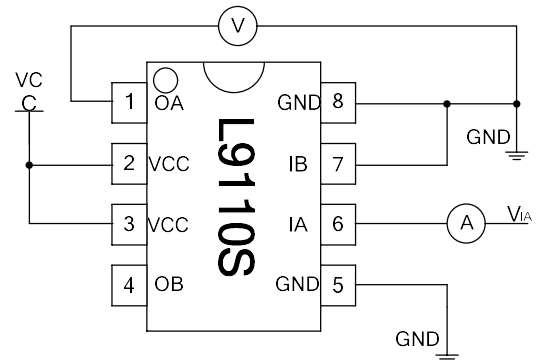 V
VC
C
1 OA GND 8
GND
2 VCC IB 7
L9110S
3 VCC IA 6 A VIA
4 OB GND 5
GND